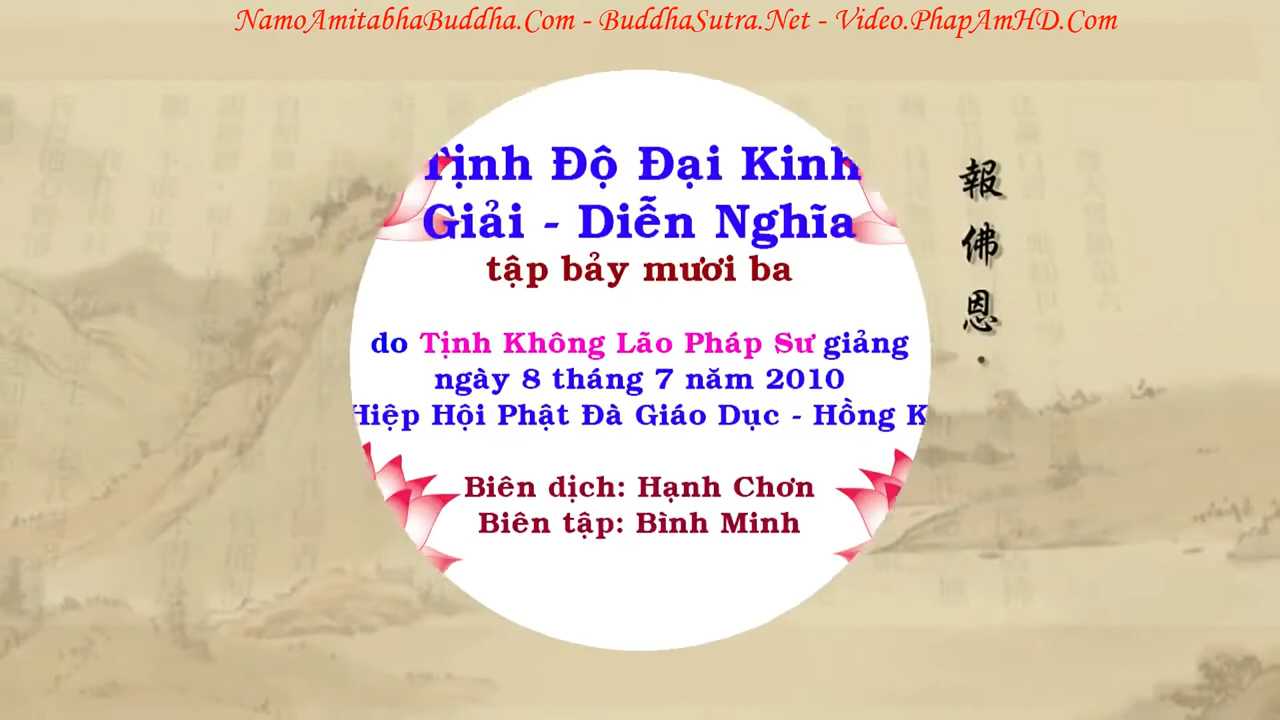 NamoAmitabhaBuddha.Com - BuddhaSutra.Net - Video.PhapAmHD.Com
Tịnh Độ Đại Kinh
Giải - Diễn Nghĩa
tập bảy mươi ba
do Tịnh Không Lão Pháp Sư giảng
ngày 8 tháng 7 năm 2010
Hiệp Hội Phật Đà Giáo Dục - Hồng K
Biên dịch: Hạnh Chơn
Biên tập: Bình Minh
報佛恩.